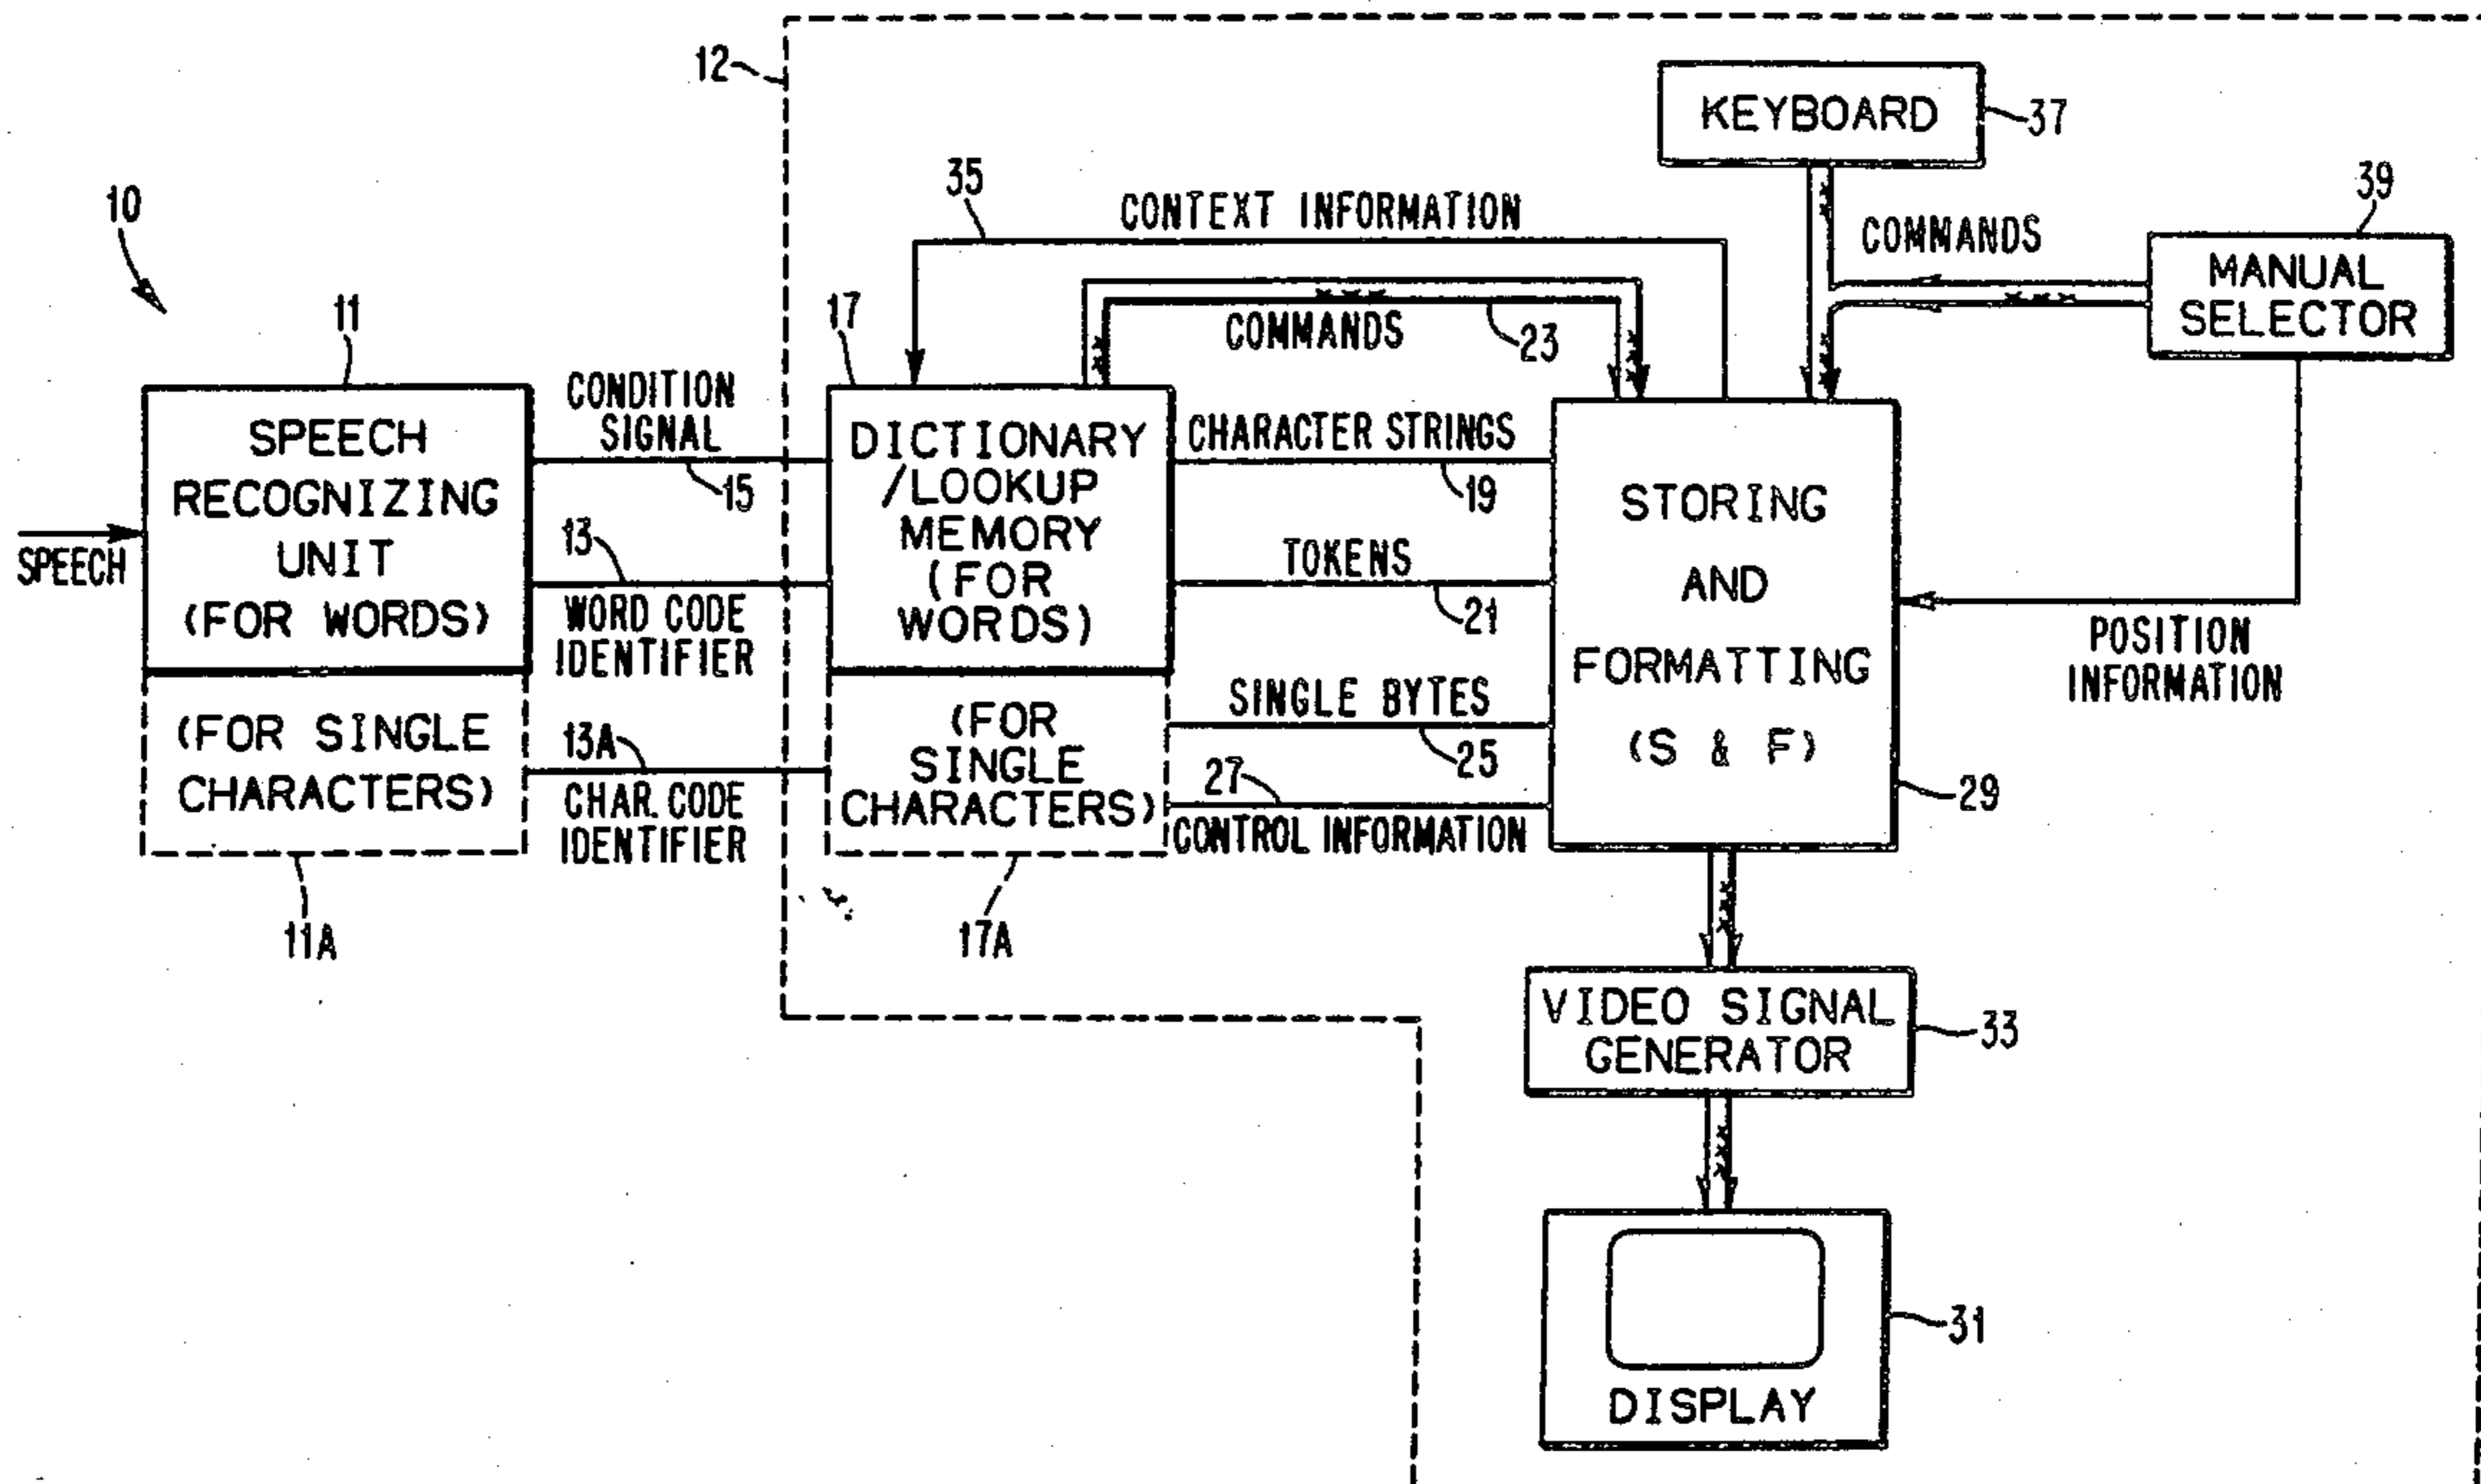 12
KEYBOARD
37
10
35
CONTEXT INFORMATION
COMMANDS
39
MANUAL
SELECTOR
11
17
COMMANDS
23
SPEECH
SPEECH
RECOGNIZING
UNIT
(FOR WORDS)
CONDITION
SIGNAL
15
13
WORD CODE
IDENTIFIER
DICTIONARY
/LOOKUP
MEMORY
(FOR
WORDS)
CHARACTER STRINGS
19
TOKENS
21
STORING
AND
FORMATTING
(S & F)
29
POSITION
INFORMATION
(FOR SINGLE
CHARACTERS)
11A
13A
CHAR. CODE
IDENTIFIER
(FOR
SINGLE
CHARACTERS)
17A
SINGLE BYTES
25
27
CONTROL INFORMATION
VIDEO SIGNAL
GENERATOR
33
31
DISPLAY